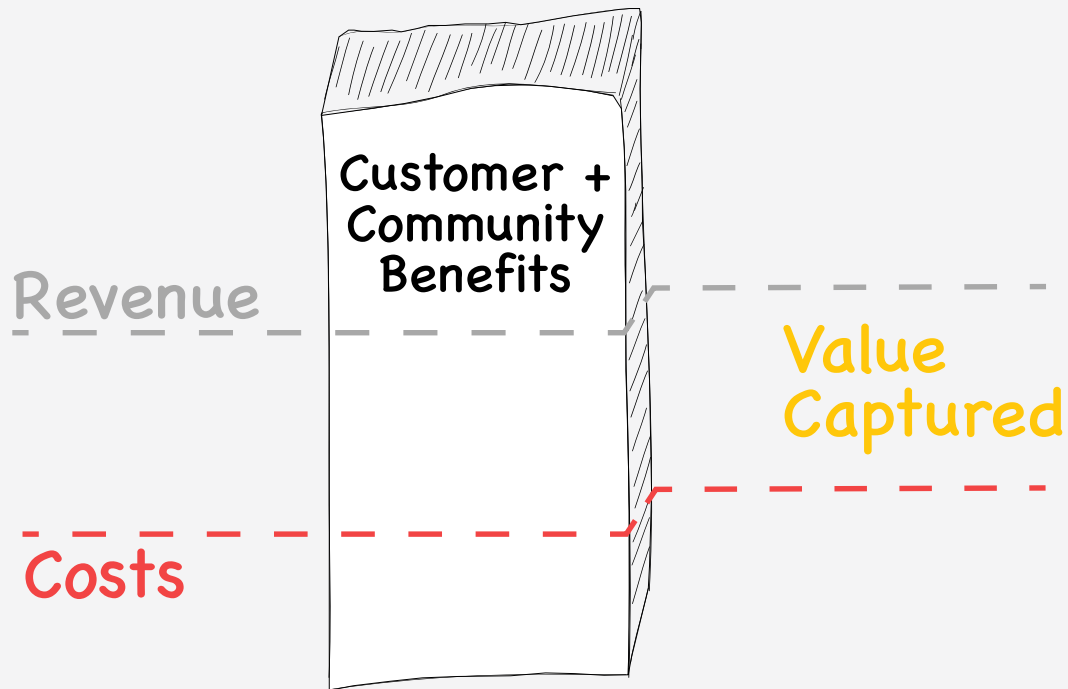 Customer +
Community
Benefits
Revenue
Value
Captured
Costs